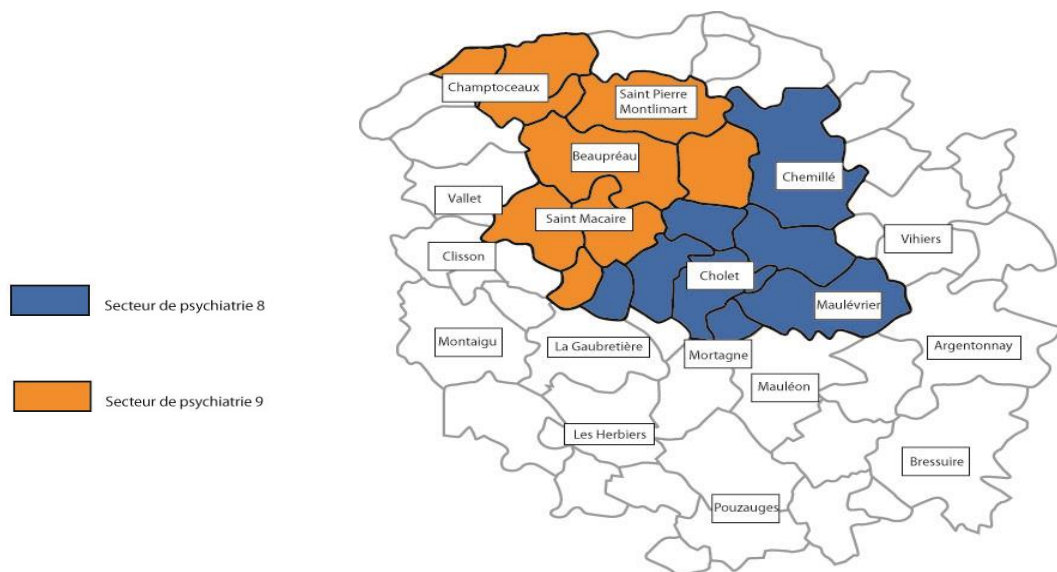 Champtoceaux
Saint Pierre
Montlimart
Beaupréau
Chemillé
Vallet
Saint Macaire
Vihiers
Clisson
Cholet
Secteur de psychiatrie 8
Maulévrier
Montaigu
La Gaubretière
Mortagne
Argentonnay
Mauléon
Secteur de psychiatrie 9
Les Herbiers
Bressuire
Pouzauges